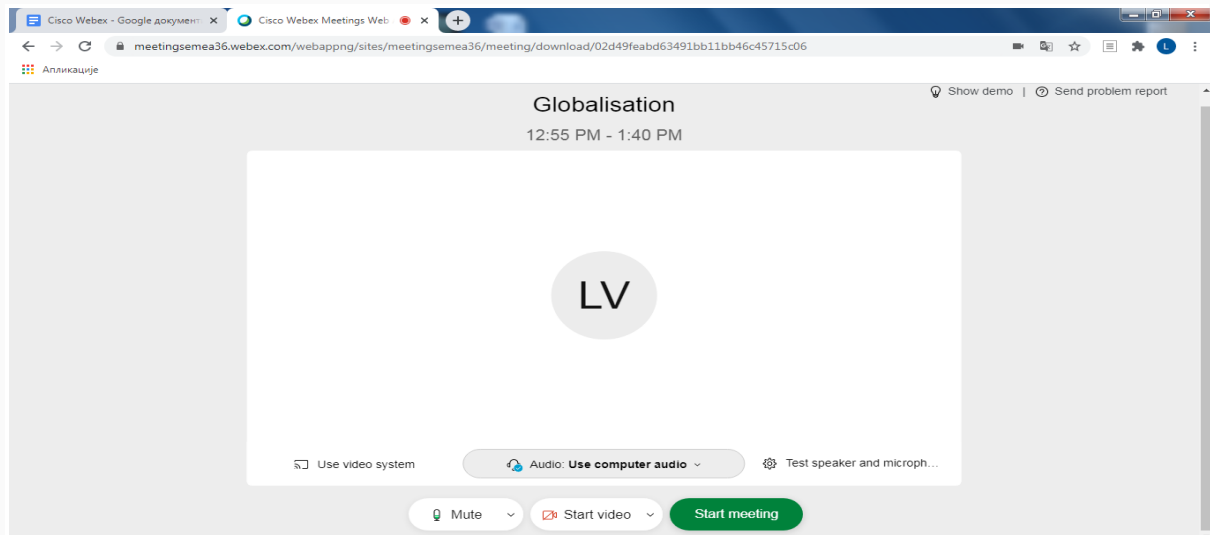 Cisco Webex - Google документ
Cisco Webex Meetings Web
meetingsemea36.webex.com/webappng/sites/meetingsemea36/meeting/download/02d49feabd63491bb11bb46c45715c06
L
Апликације
Show demo | Send problem report
Globalisation
12:55 PM - 1:40 PM
LV
Use video system
Audio: Use computer audio
Test speaker and microph...
Mute
Start video
Start meeting